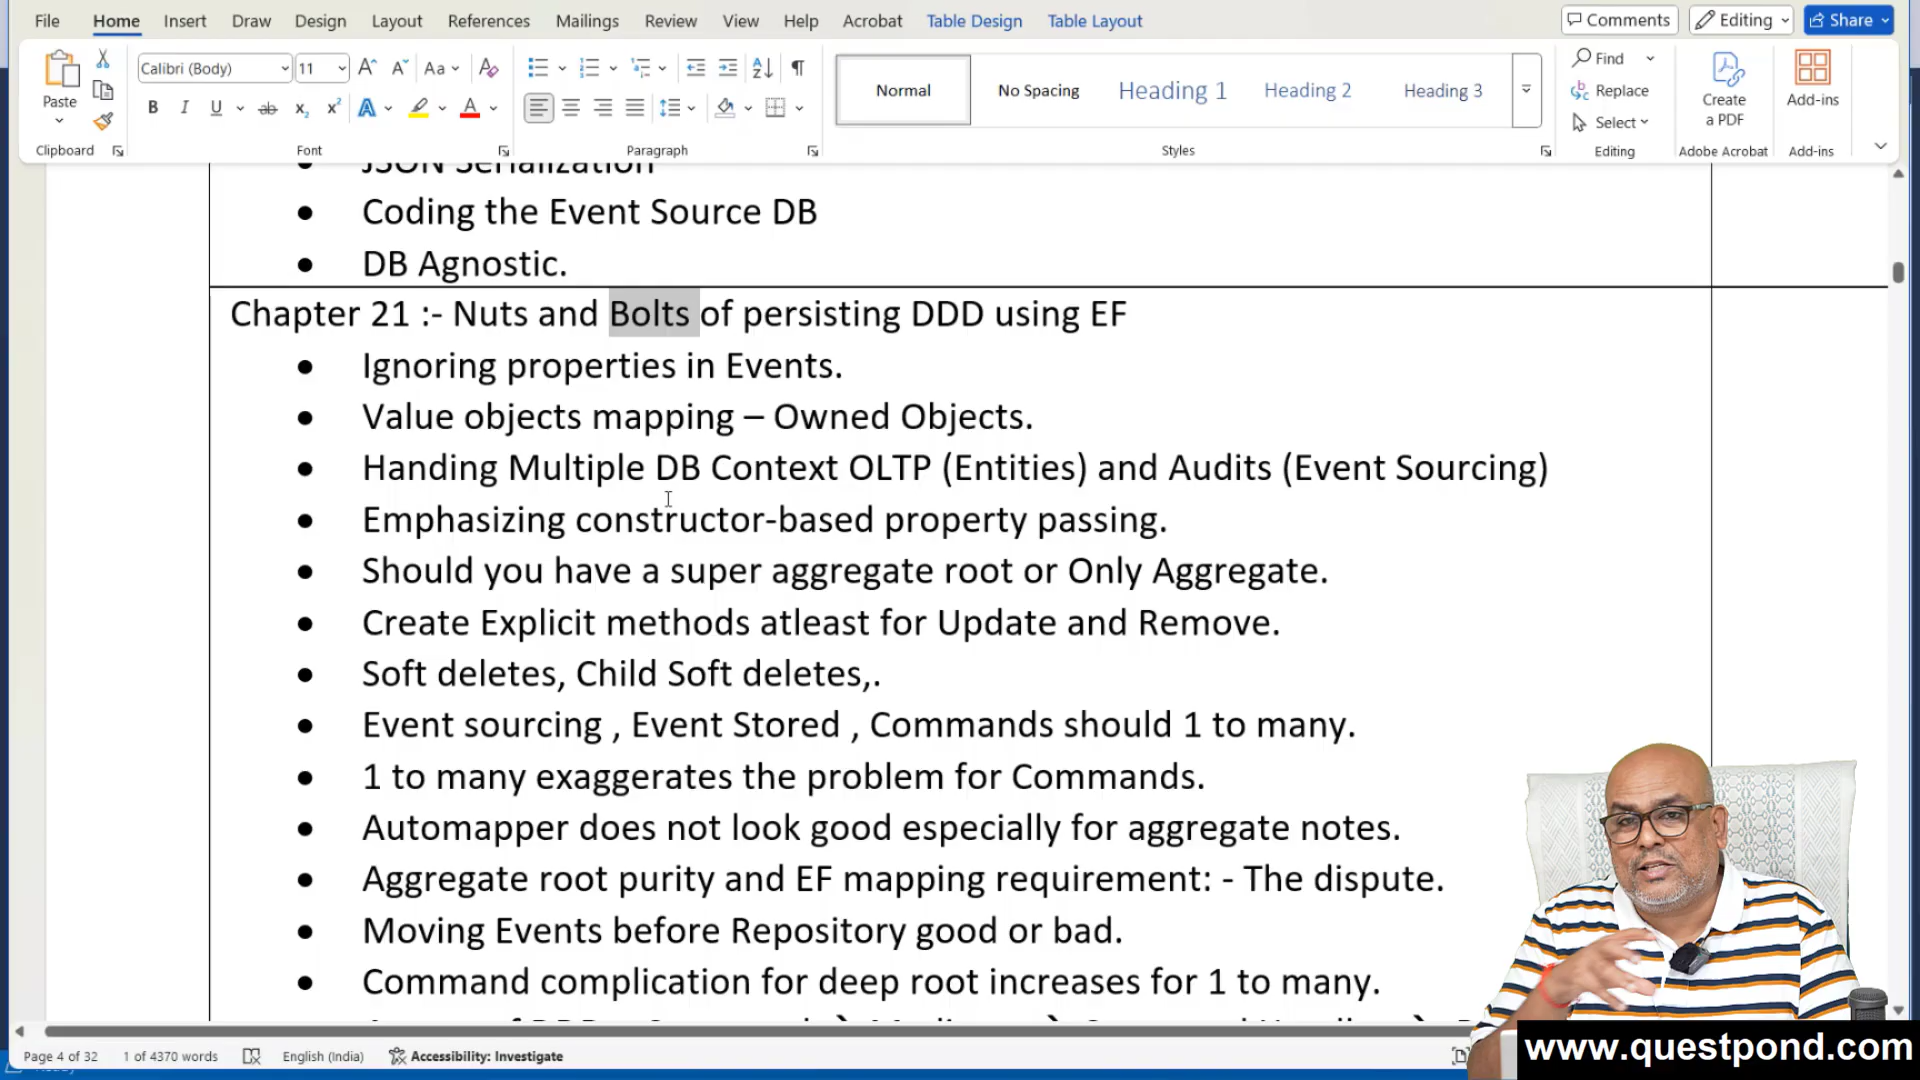 File Home Insert Draw Design Layout References Mailings Review View Help Acrobat Table Design Table Layout Comments Editing Share
Calibri (Body) 11 Aa
Paste
Normal No Spacing Heading 1 Heading 2 Heading 3
Find
Replace
Select
Create a PDF
Add-ins
Clipboard Font Paragraph Styles Editing Adobe Acrobat Add-ins
JSON Serialization
Coding the Event Source DB
DB Agnostic.
Chapter 21 :- Nuts and Bolts of persisting DDD using EF
Ignoring properties in Events.
Value objects mapping – Owned Objects.
Handing Multiple DB Context OLTP (Entities) and Audits (Event Sourcing)
Emphasizing constructor-based property passing.
Should you have a super aggregate root or Only Aggregate.
Create Explicit methods atleast for Update and Remove.
Soft deletes, Child Soft deletes,.
Event sourcing , Event Stored , Commands should 1 to many.
1 to many exaggerates the problem for Commands.
Automapper does not look good especially for aggregate notes.
Aggregate root purity and EF mapping requirement: - The dispute.
Moving Events before Repository good or bad.
Command complication for deep root increases for 1 to many.
Page 4 of 32 1 of 4370 words English (India) Accessibility: Investigate
www.questpond.com